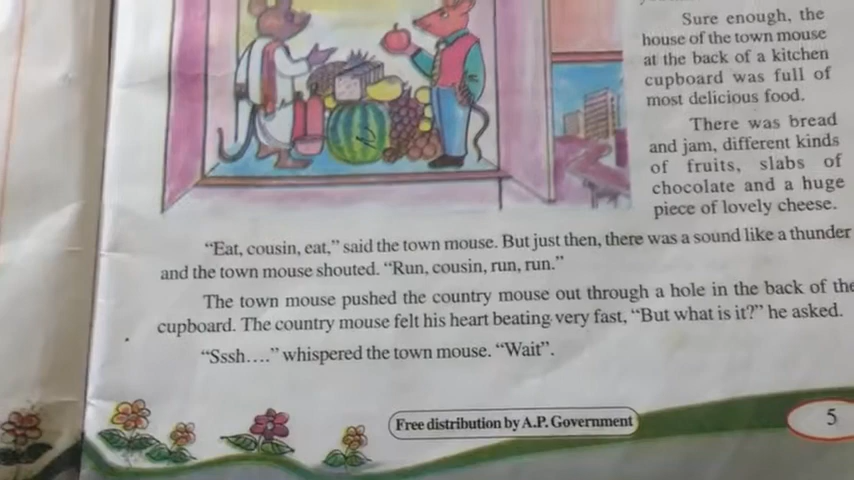 Sure enough, the
house of the town mouse
at the back of a kitchen
cupboard was full of
most delicious food.
There was bread
and jam, different kinds
of fruits, slabs of
chocolate and a huge
piece of lovely cheese.
“Eat, cousin, eat,” said the town mouse. But just then, there was a sound like a thunder
and the town mouse shouted. “Run, cousin, run, run.”
The town mouse pushed the country mouse out through a hole in the back of the
cupboard. The country mouse felt his heart beating very fast, “But what is it?” he asked.
“Sssh....” whispered the town mouse. “Wait”.
Free distribution by A.P. Government
5